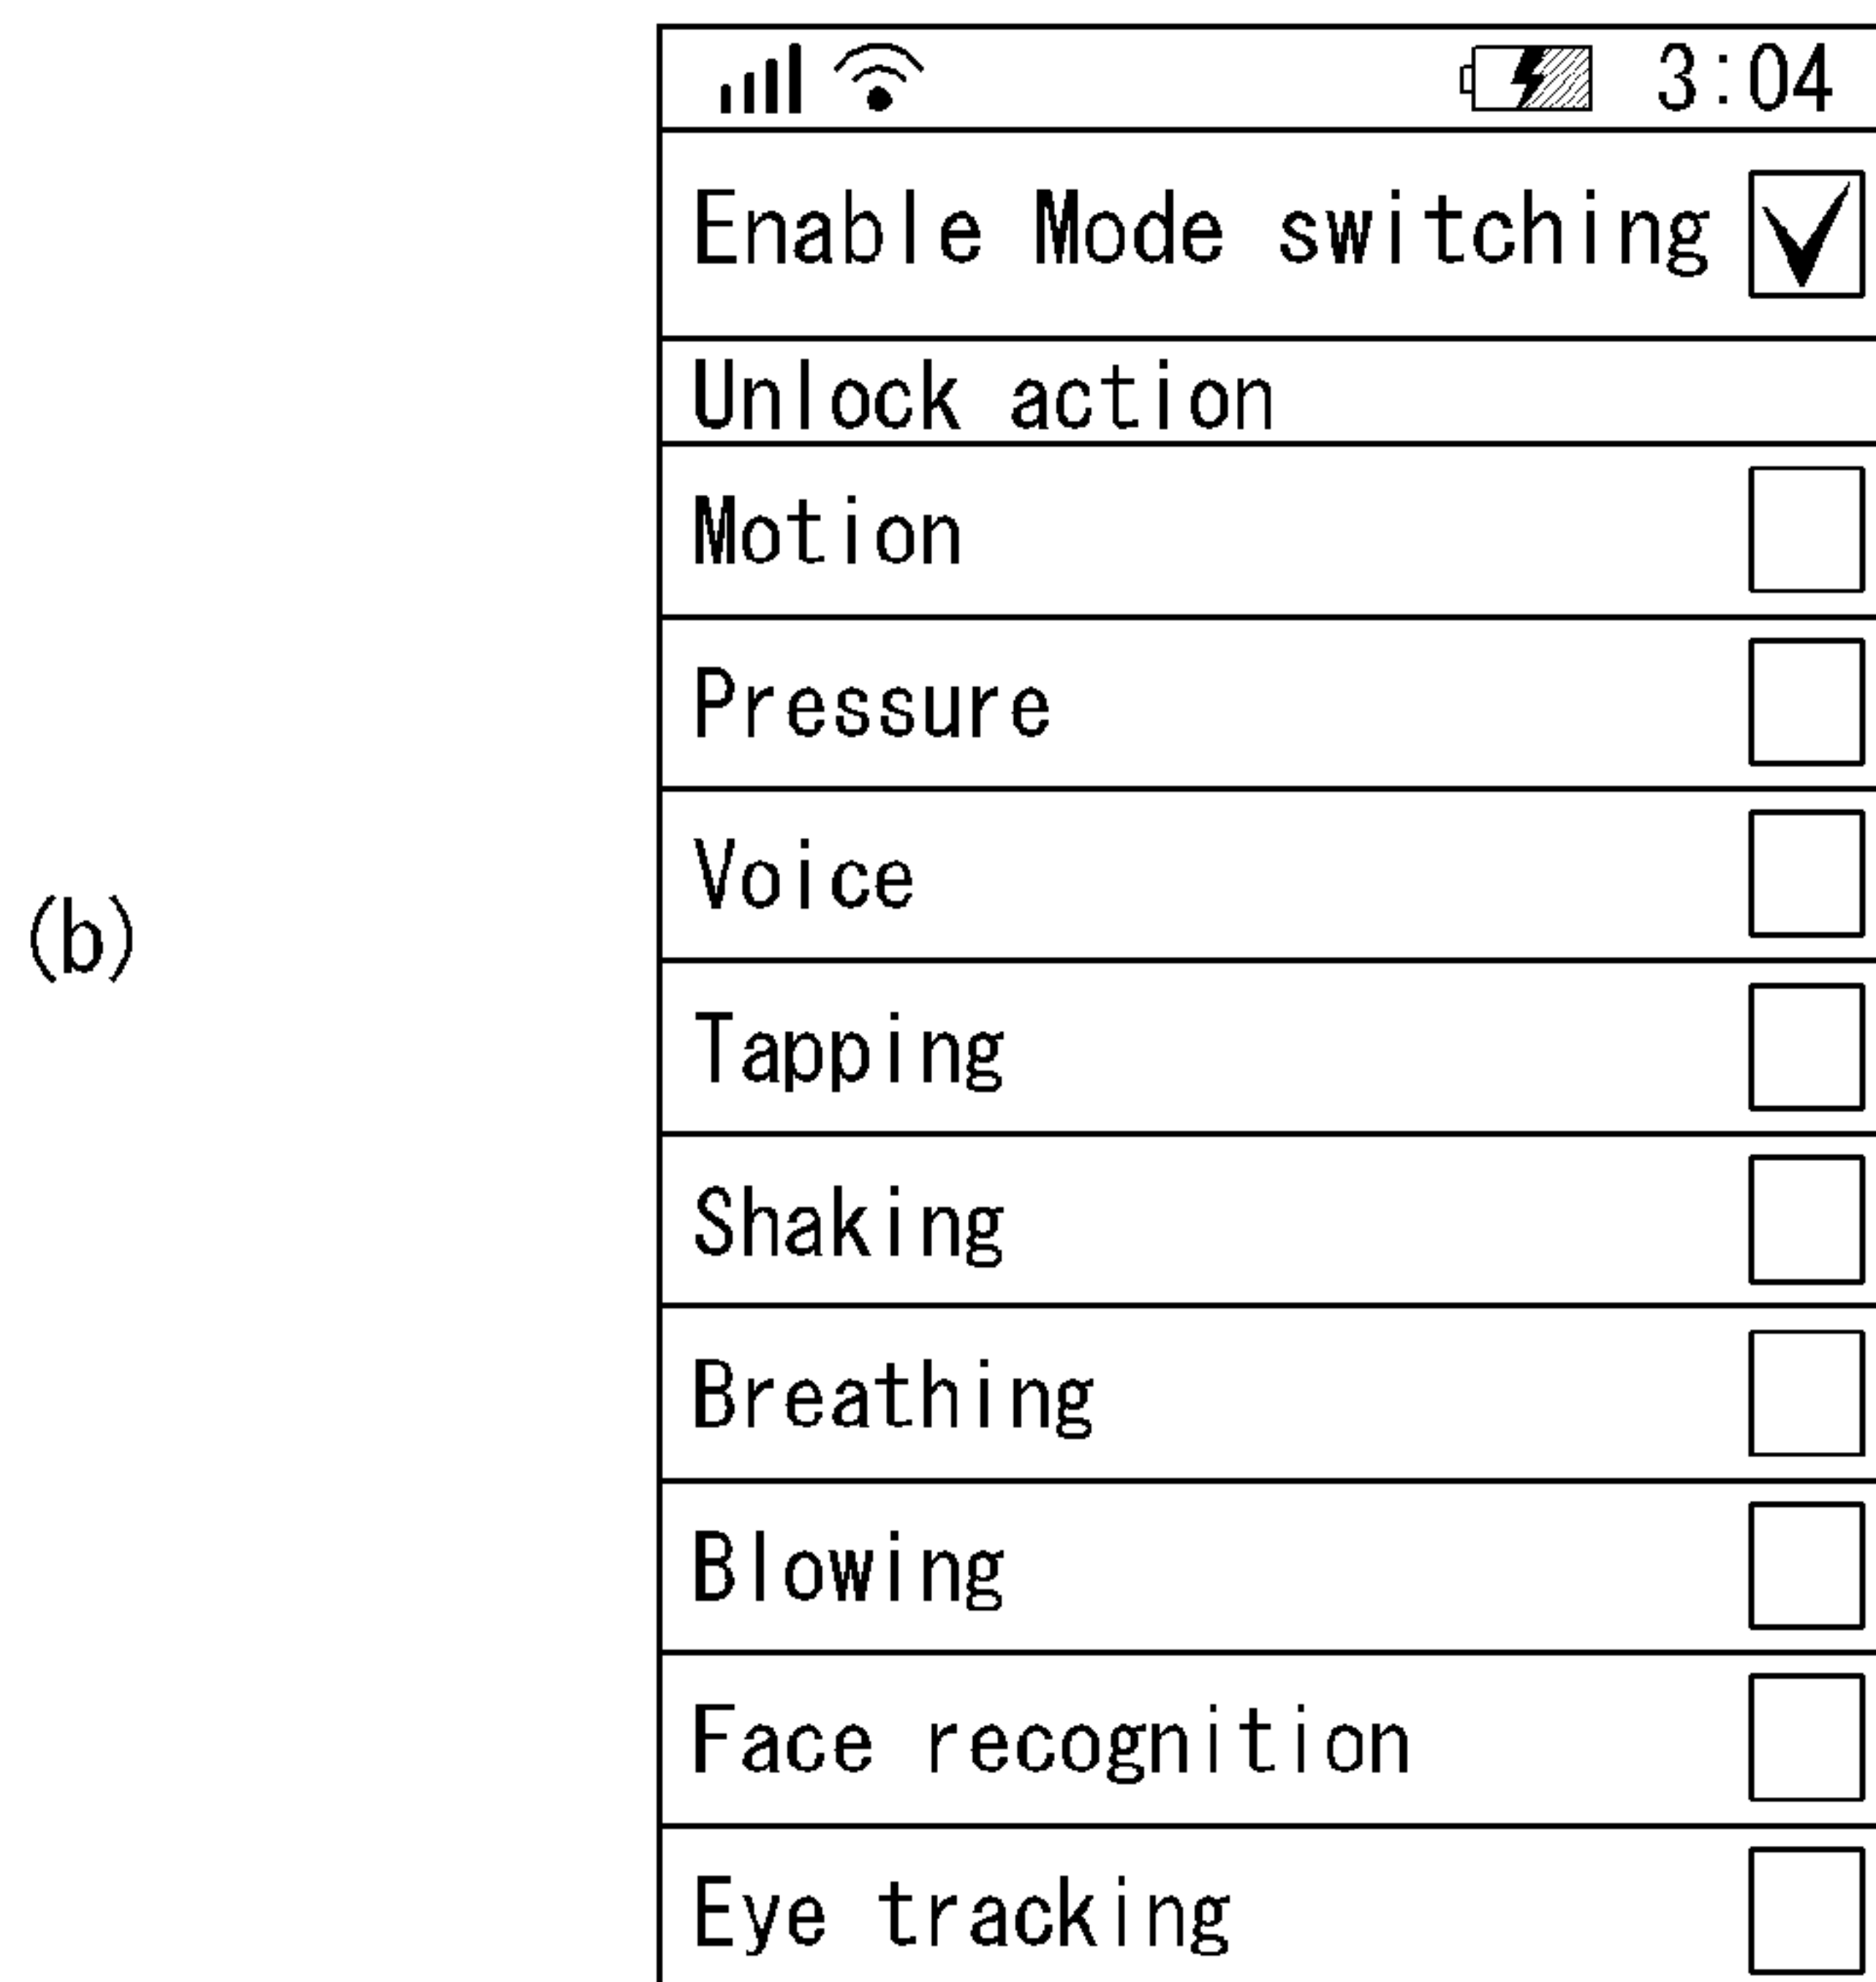 3:04
Enable Mode switching
Unlock action
Motion
Pressure
Voice
(b)
Tapping
Shaking
Breathing
Blowing
Face recognition
Eye tracking